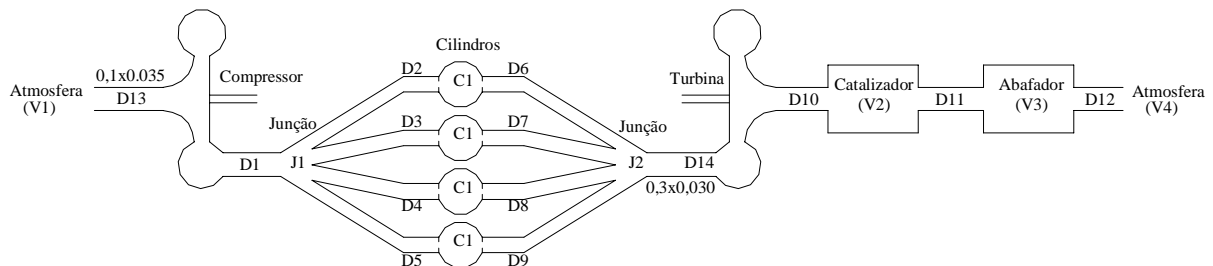 Atmosfera
(V1)
0,1x0.035
D13
Compressor
Junção
D1
J1
Cilindros
D2
C1
D6
D3
C1
D7
D4
C1
D8
D5
C1
D9
Junção
J2
D14
0,3x0,030
Turbina
D10
Catalizador
(V2)
D11
Abafador
(V3)
D12
Atmosfera
(V4)